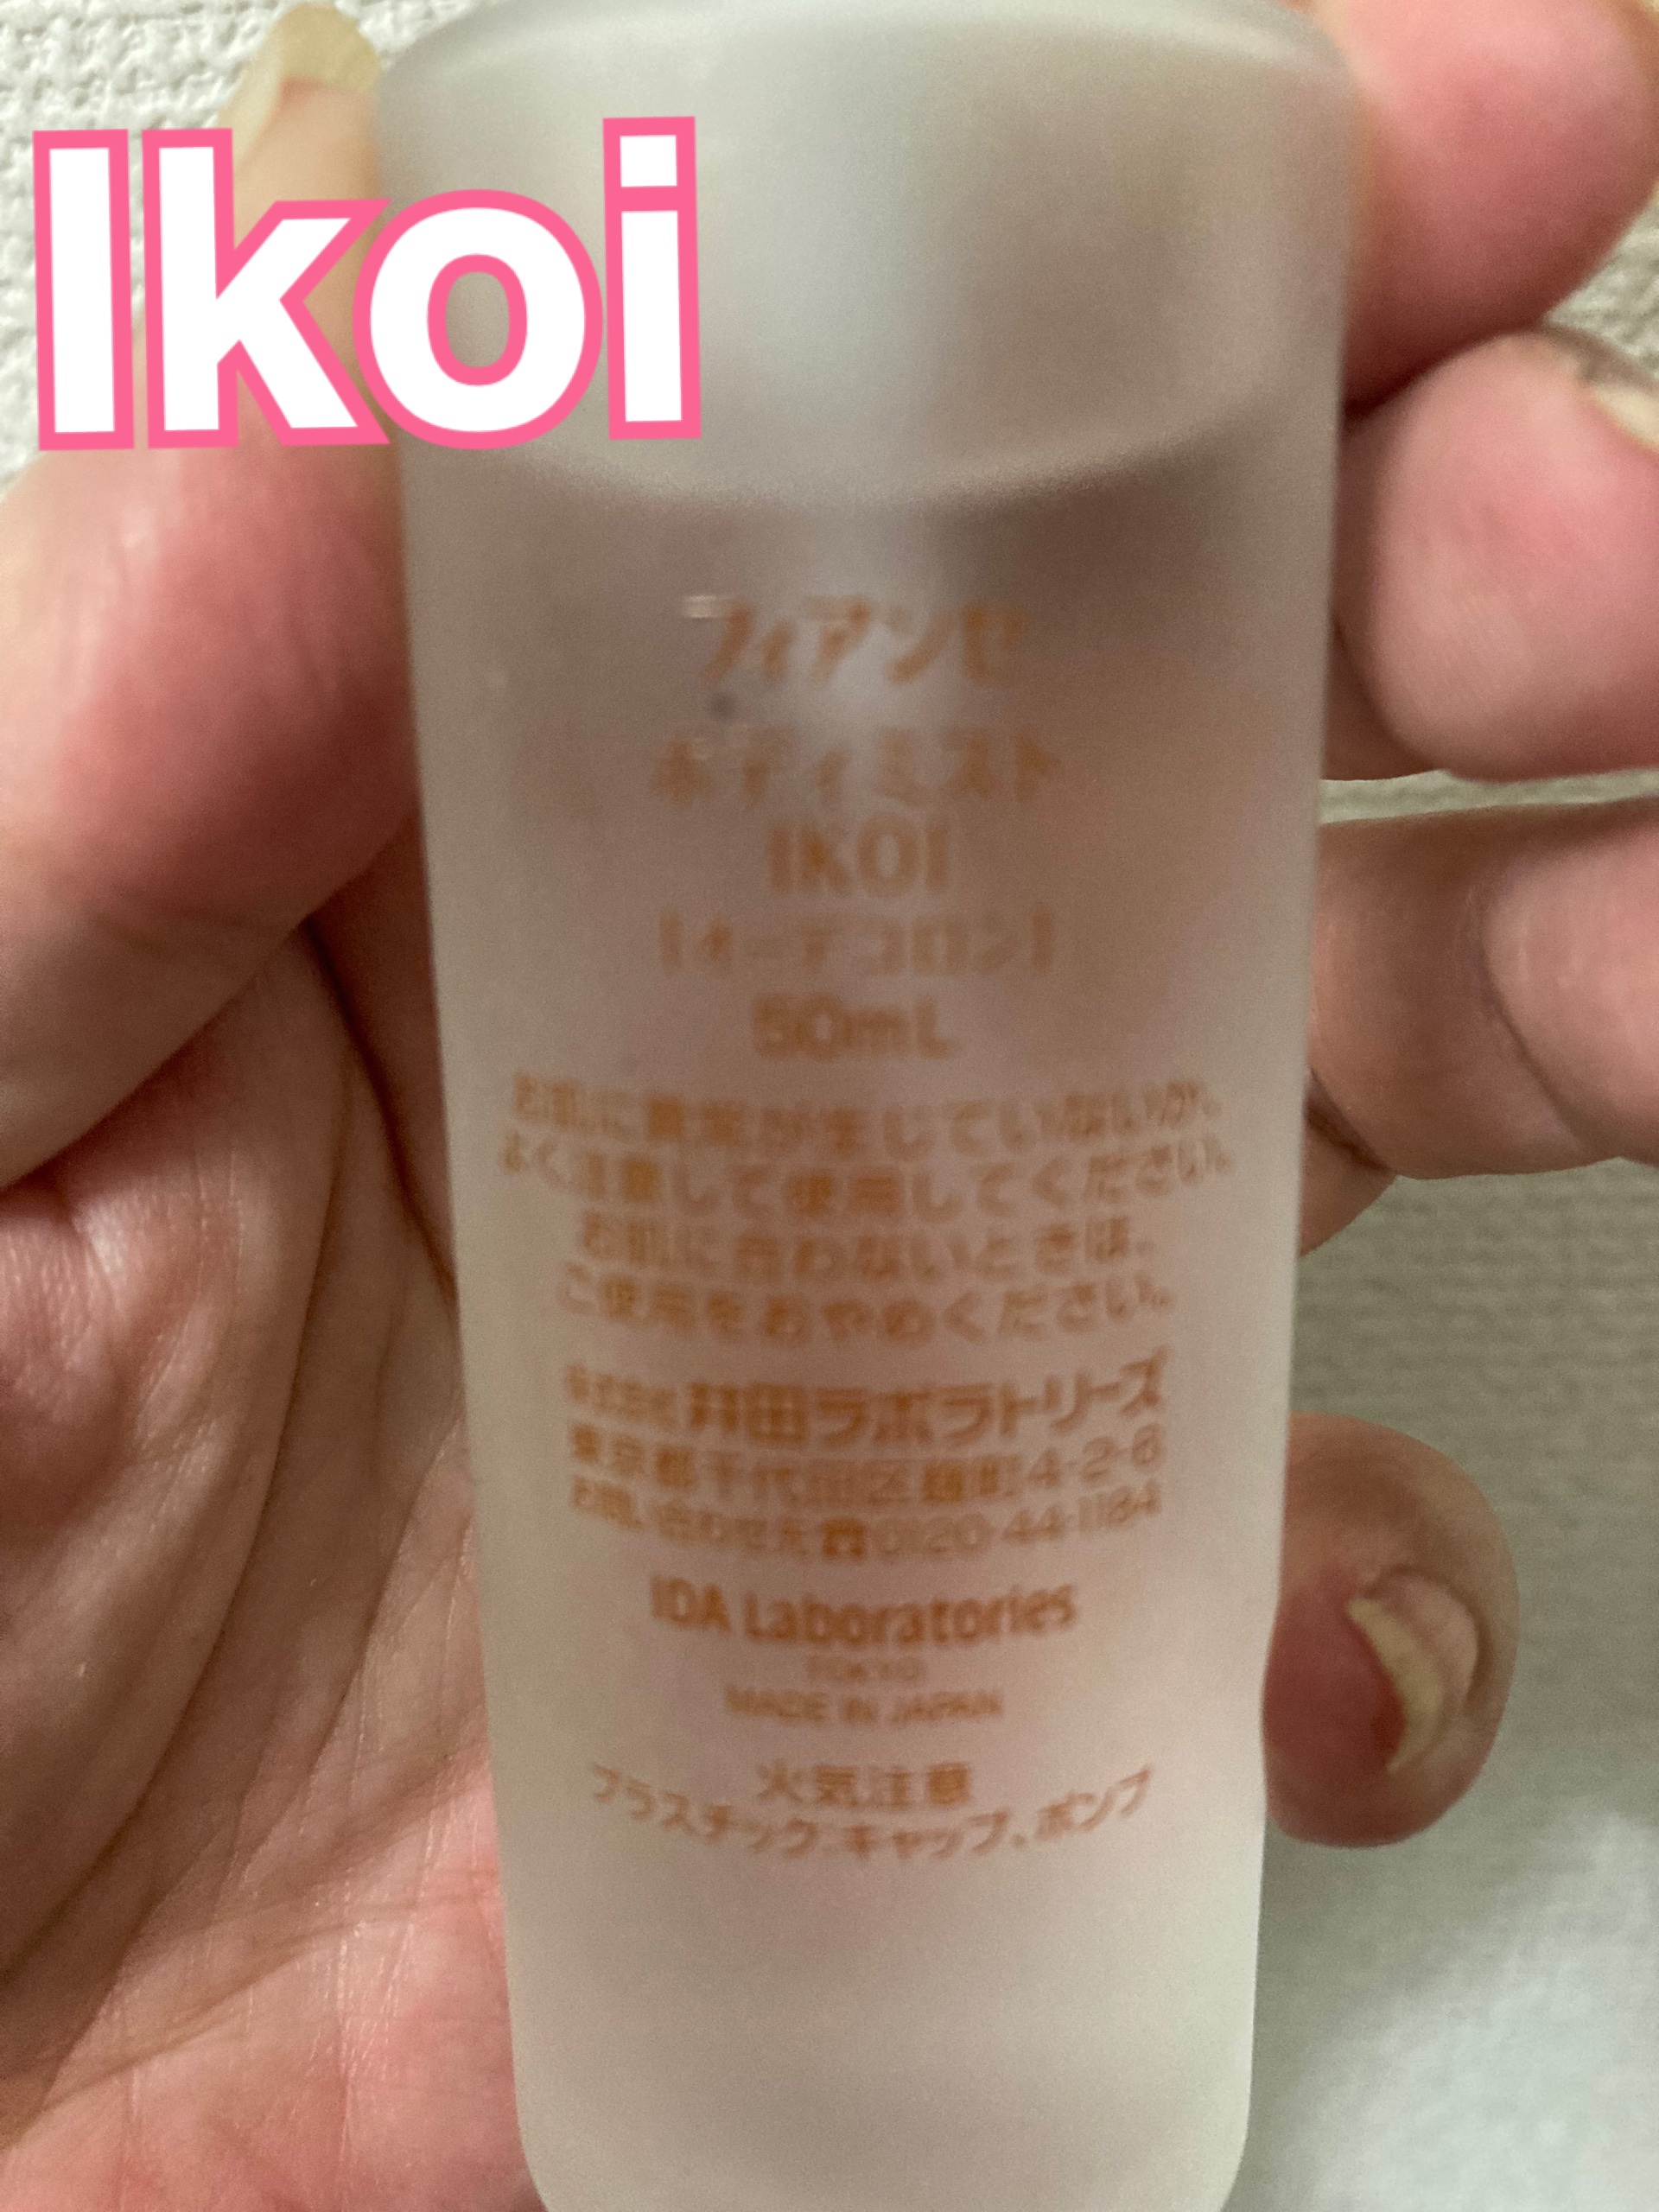 Ikoi
フィアンセ
ボディミスト
IKOI
[オーデコロン]
50mL
お肌に異常が生じていないか、
よく注意して使用してください。
お肌に合わないときは、
ご使用をおやめください。
株式会社 井田ラボラトリーズ
東京都千代田区麹町4-2-6
お問い合わせ先☎0120-44-1184
IDA Laboratories
TOKYO
MADE IN JAPAN
火気注意
プラスチック:キャップ、ポンプ